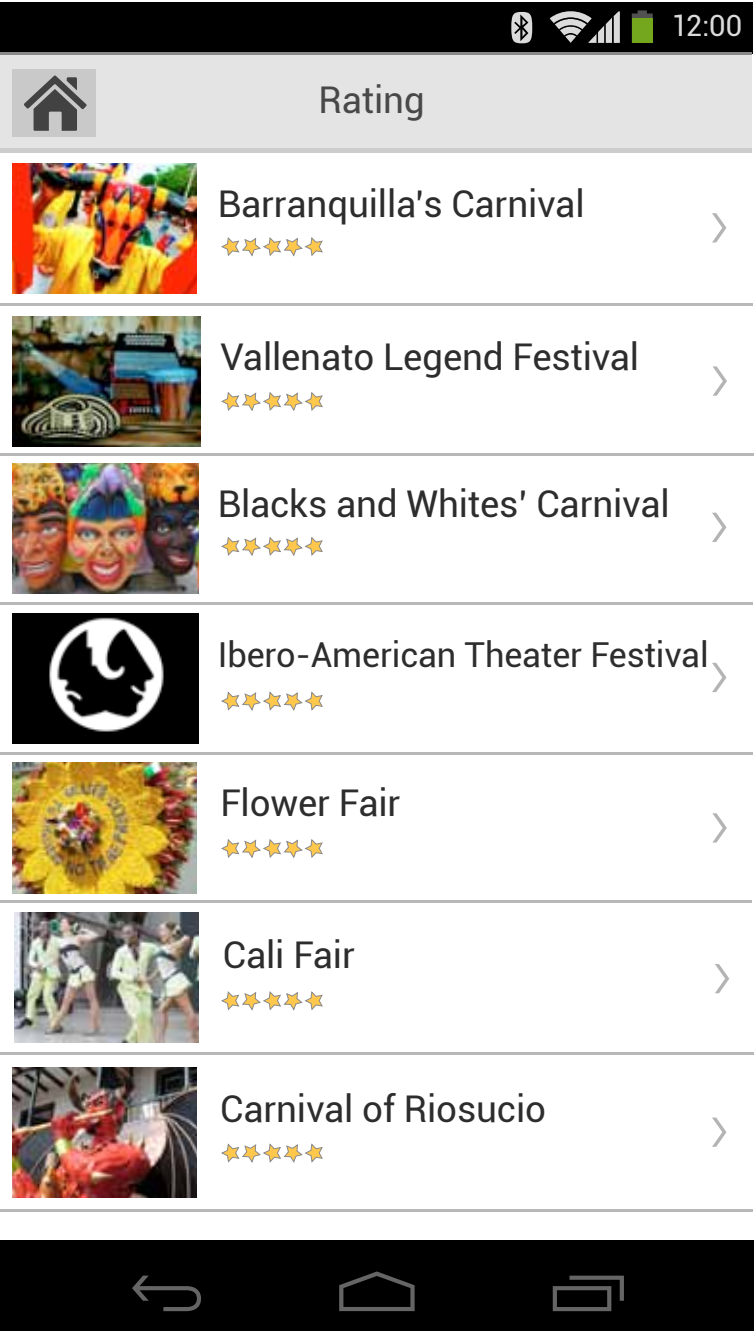 12:00
Rating
Barranquilla's Carnival
Vallenato Legend Festival
Blacks and Whites' Carnival
Ibero-American Theater Festival
Flower Fair
Cali Fair
Carnival of Riosucio